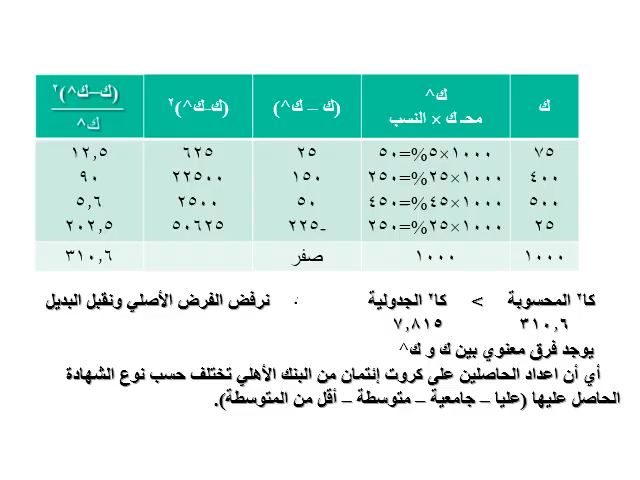 ك ك^ (ك – ك^) (ك-ك^)٢ (ك–ك^)٢
محـ ك × النسب ك^
٧٥ ١٠٠٠×٥%=٥٠ ٢٥ ٦٢٥ ١٢,٥
٤٠٠ ١٠٠٠×٢٥%=٢٥٠ ١٥٠ ٢٢٥٠٠ ٩٠
٥٠٠ ١٠٠٠×٤٥%=٤٥٠ ٥٠ ٢٥٠٠ ٥,٦
٢٥ ١٠٠٠×٢٥%=٢٥٠ -٢٢٥ ٥٠٦٢٥ ٢٠٢,٥
١٠٠٠ ١٠٠٠ صفر ٣١٠,٦
كا٢ المحسوبة > كا٢ الجدولية . نرفض الفرض الأصلي ونقبل البديل
٣١٠,٦ ٧,٨١٥
يوجد فرق معنوي بين ك و ك^
أي أن اعداد الحاصلين على كروت إنتمان من البنك الأهلي تختلف حسب نوع الشهادة
الحاصل عليها (عليا – جامعية – متوسطة – أقل من المتوسطة).